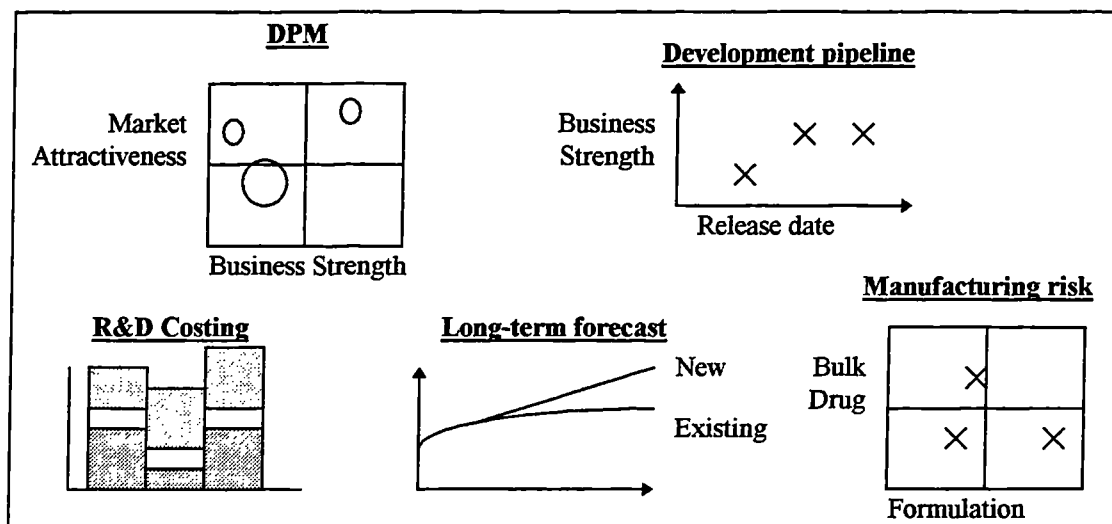 DPM
Market
Attractiveness
Business Strength
Development pipeline
Business
Strength
Release date
R&D Costing
Long-term forecast
New
Existing
Manufacturing risk
Bulk
Drug
Formulation